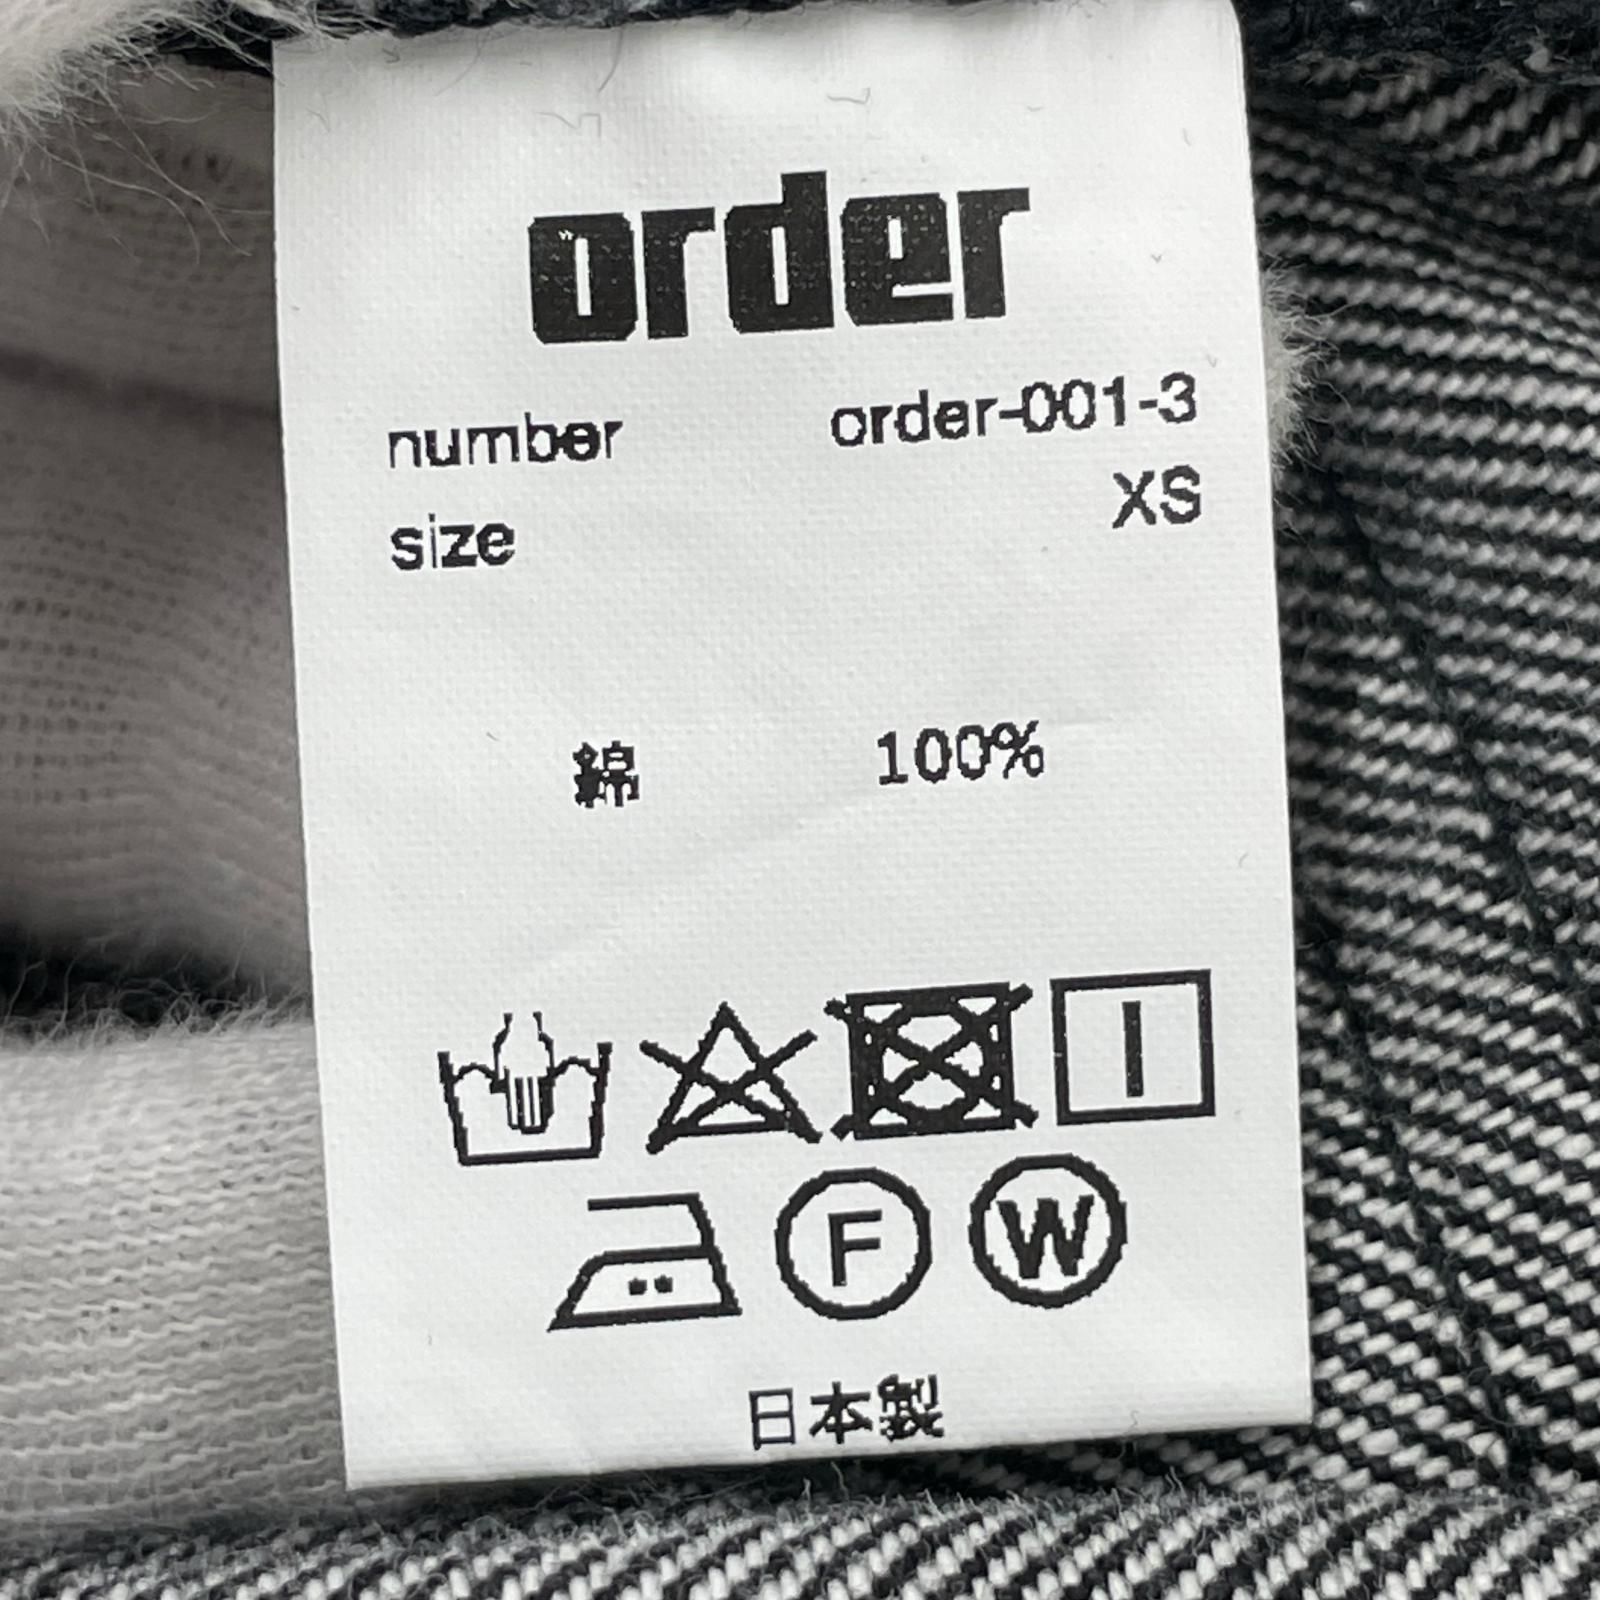 order
number order-001-3
size XS
綿 100%
F W
日本製